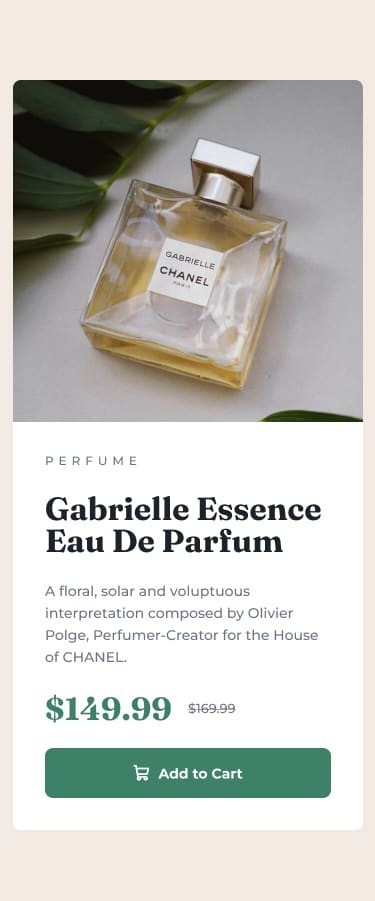 GABRIELLE
CHANEL
PARIS
PERFUME
Gabrielle Essence
Eau De Parfum
A floral, solar and voluptuous
interpretation composed by Olivier
Polge, Perfumer-Creator for the House
of CHANEL.
$149.99 $169.99
Add to Cart